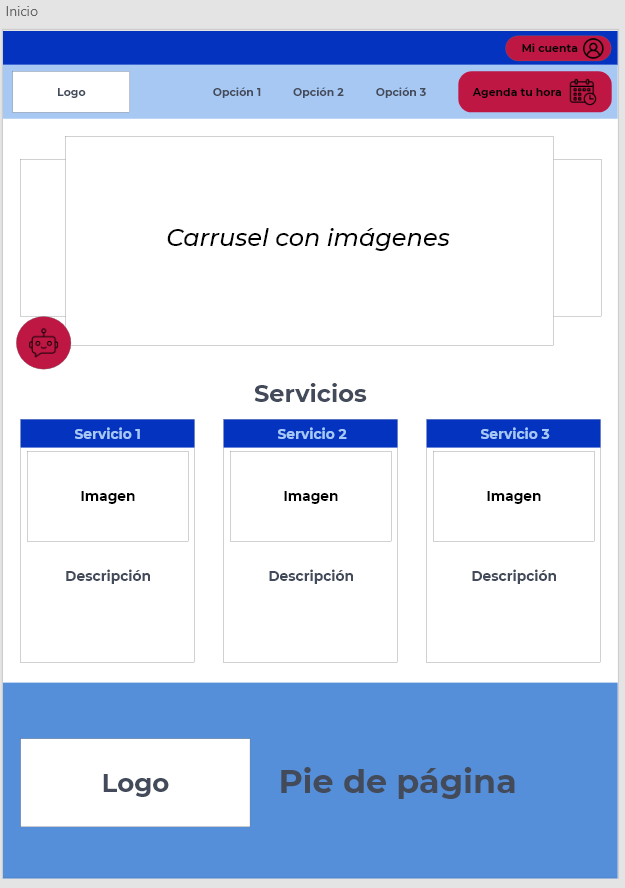 Inicio
Mi cuenta
Logo
Opción 1
Opción 2
Opción 3
Agenda tu hora
Carrusel con imágenes
Servicios
Servicio 1
Servicio 2
Servicio 3
Imagen
Imagen
Imagen
Descripción
Descripción
Descripción
Logo
Pie de página